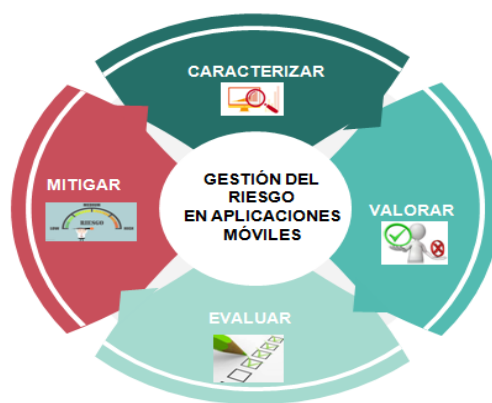 CARACTERIZAR
GESTIÓN DEL
RIESGO
EN APLICACIONES
MÓVILES
MITIGAR
VALORAR
EVALUAR